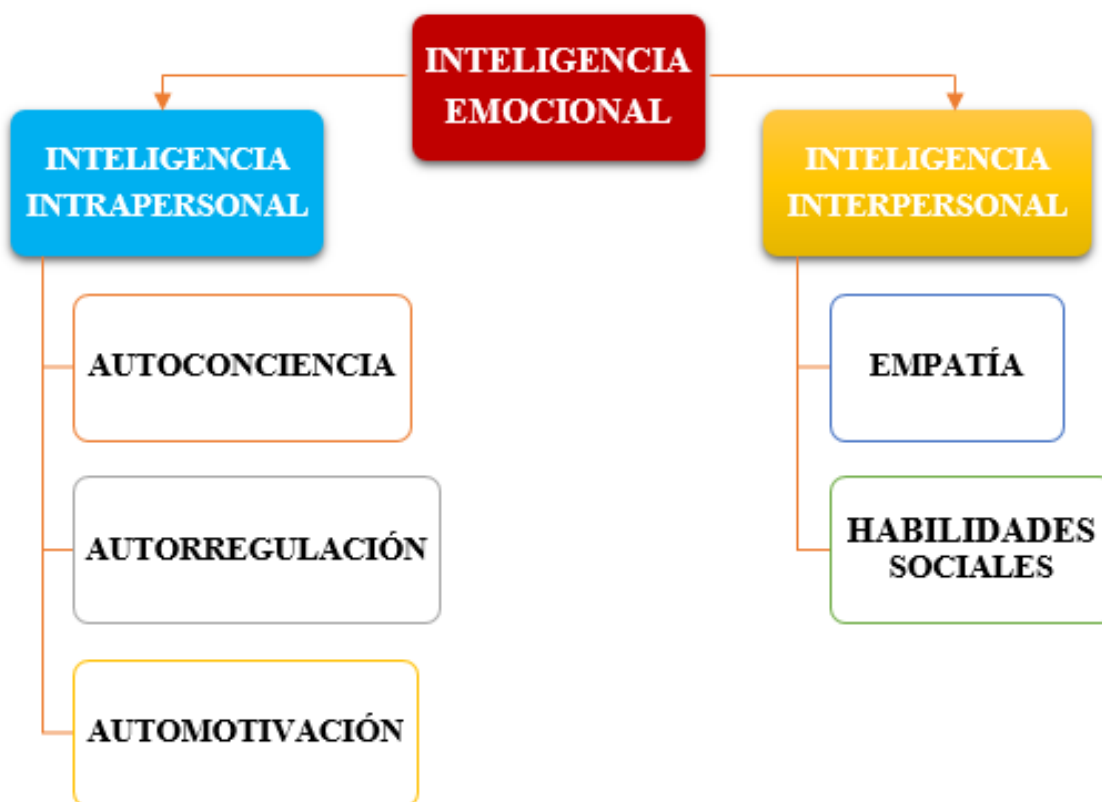 INTELIGENCIA
EMOCIONAL
INTELIGENCIA
INTRAPERSONAL
AUTOCONCIENCIA
AUTORREGULACIÓN
AUTOMOTIVACIÓN
INTELIGENCIA
INTERPERSONAL
EMPATÍA
HABILIDADES
SOCIALES